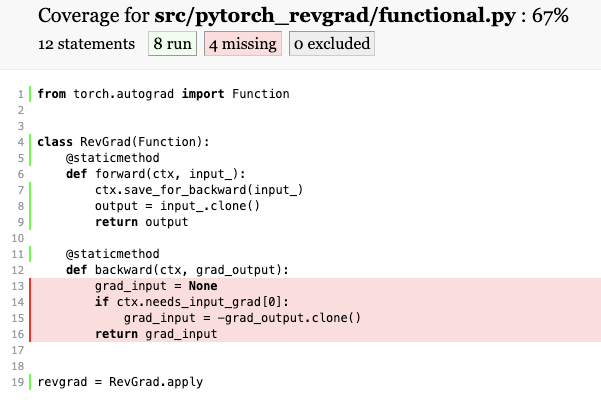 Coverage for src/pytorch_revgrad/functional.py : 67%
12 statements 8 run 4 missing 0 excluded
1 from torch.autograd import Function
2
3
4 class RevGrad(Function):
5     @staticmethod
6     def forward(ctx, input_):
7         ctx.save_for_backward(input_)
8         output = input_.clone()
9         return output
10
11     @staticmethod
12     def backward(ctx, grad_output):
13         grad_input = None
14         if ctx.needs_input_grad[0]:
15             grad_input = -grad_output.clone()
16         return grad_input
17
18
19 revgrad = RevGrad.apply